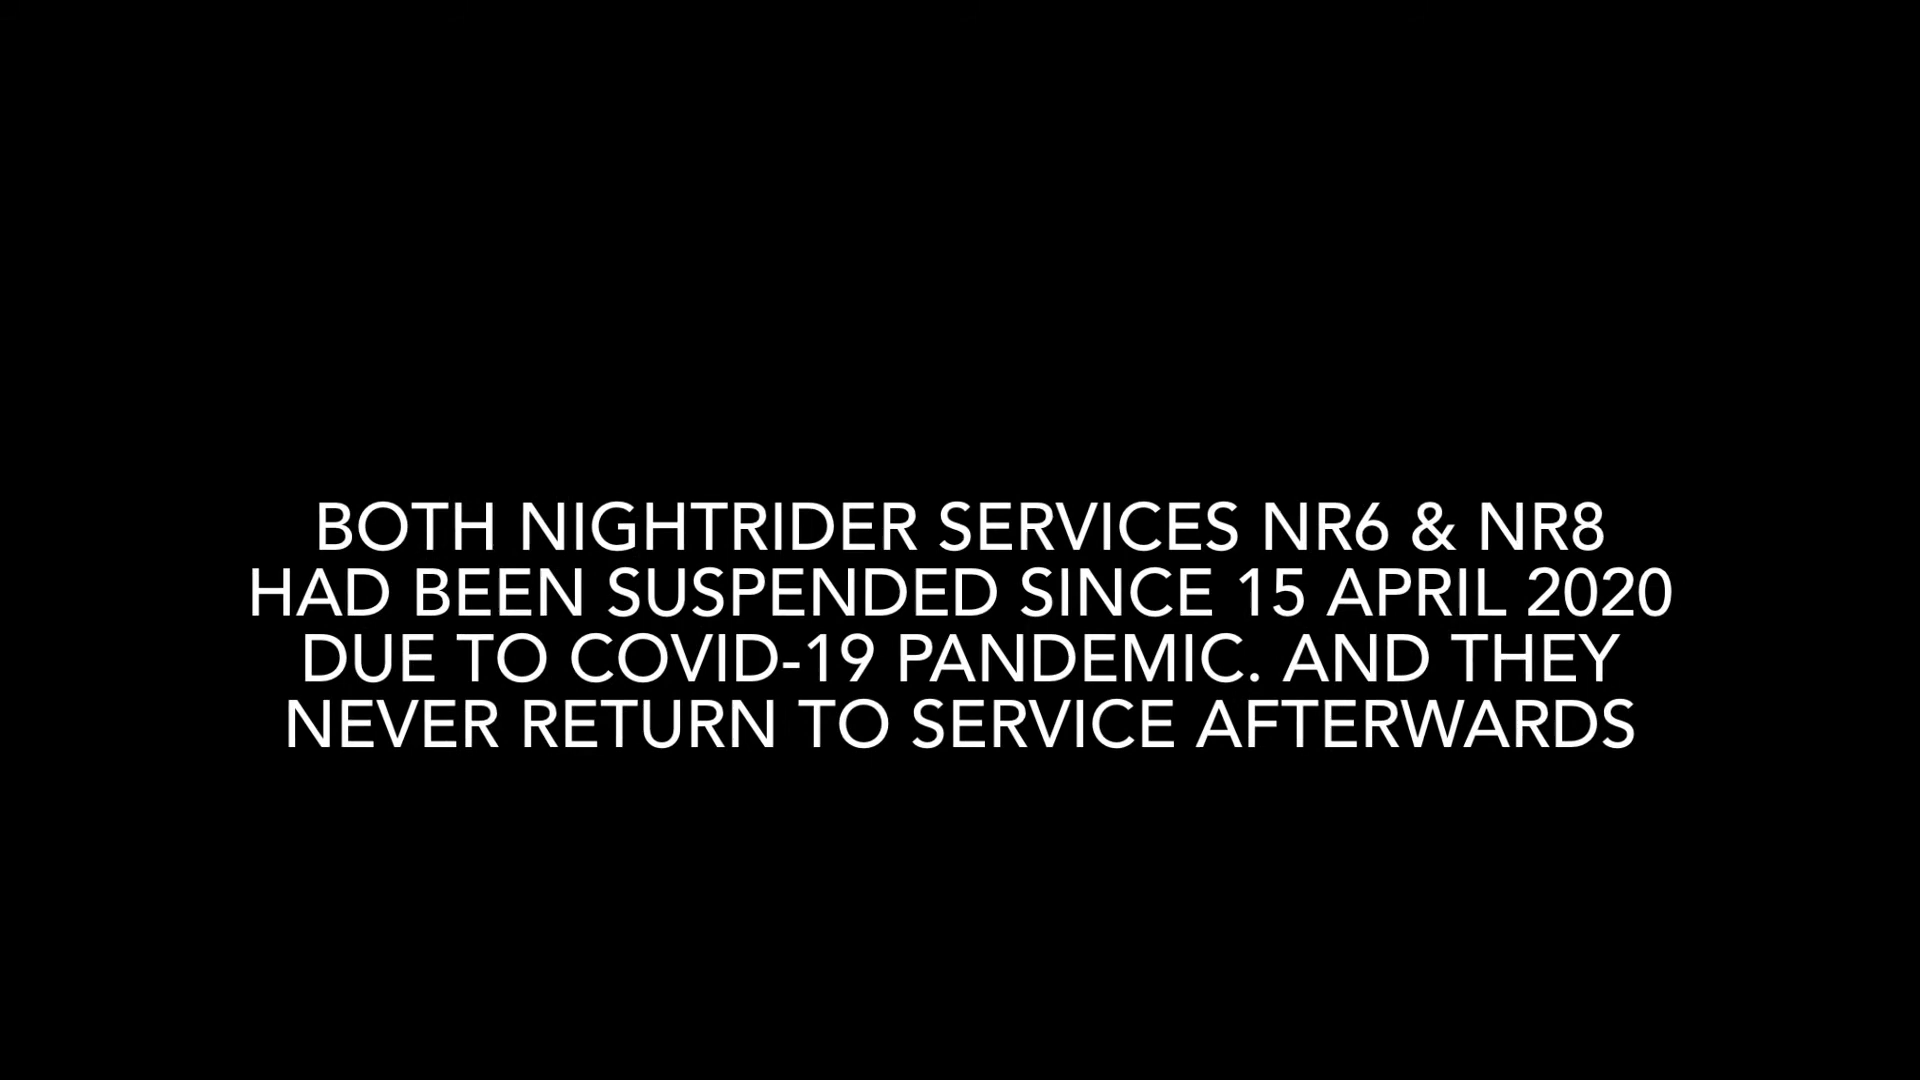 BOTH NIGHTRIDER SERVICES NR6 & NR8
HAD BEEN SUSPENDED SINCE 15 APRIL 2020
DUE TO COVID-19 PANDEMIC. AND THEY
NEVER RETURN TO SERVICE AFTERWARDS